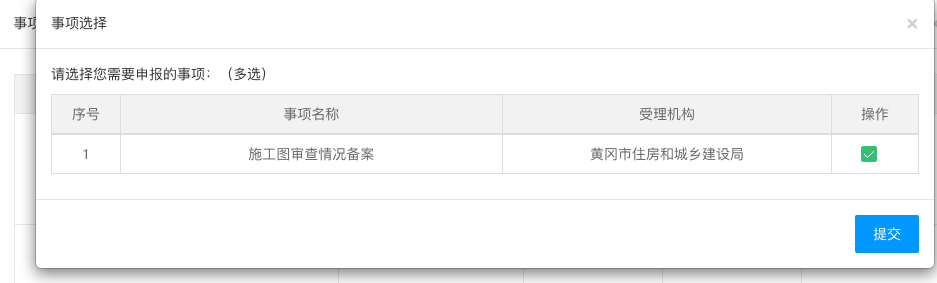 事项
事项选择
×
请选择您需要申报的事项：（多选）
序号 事项名称 受理机构 操作
1 施工图审查情况备案 黄冈市住房和城乡建设局
提交